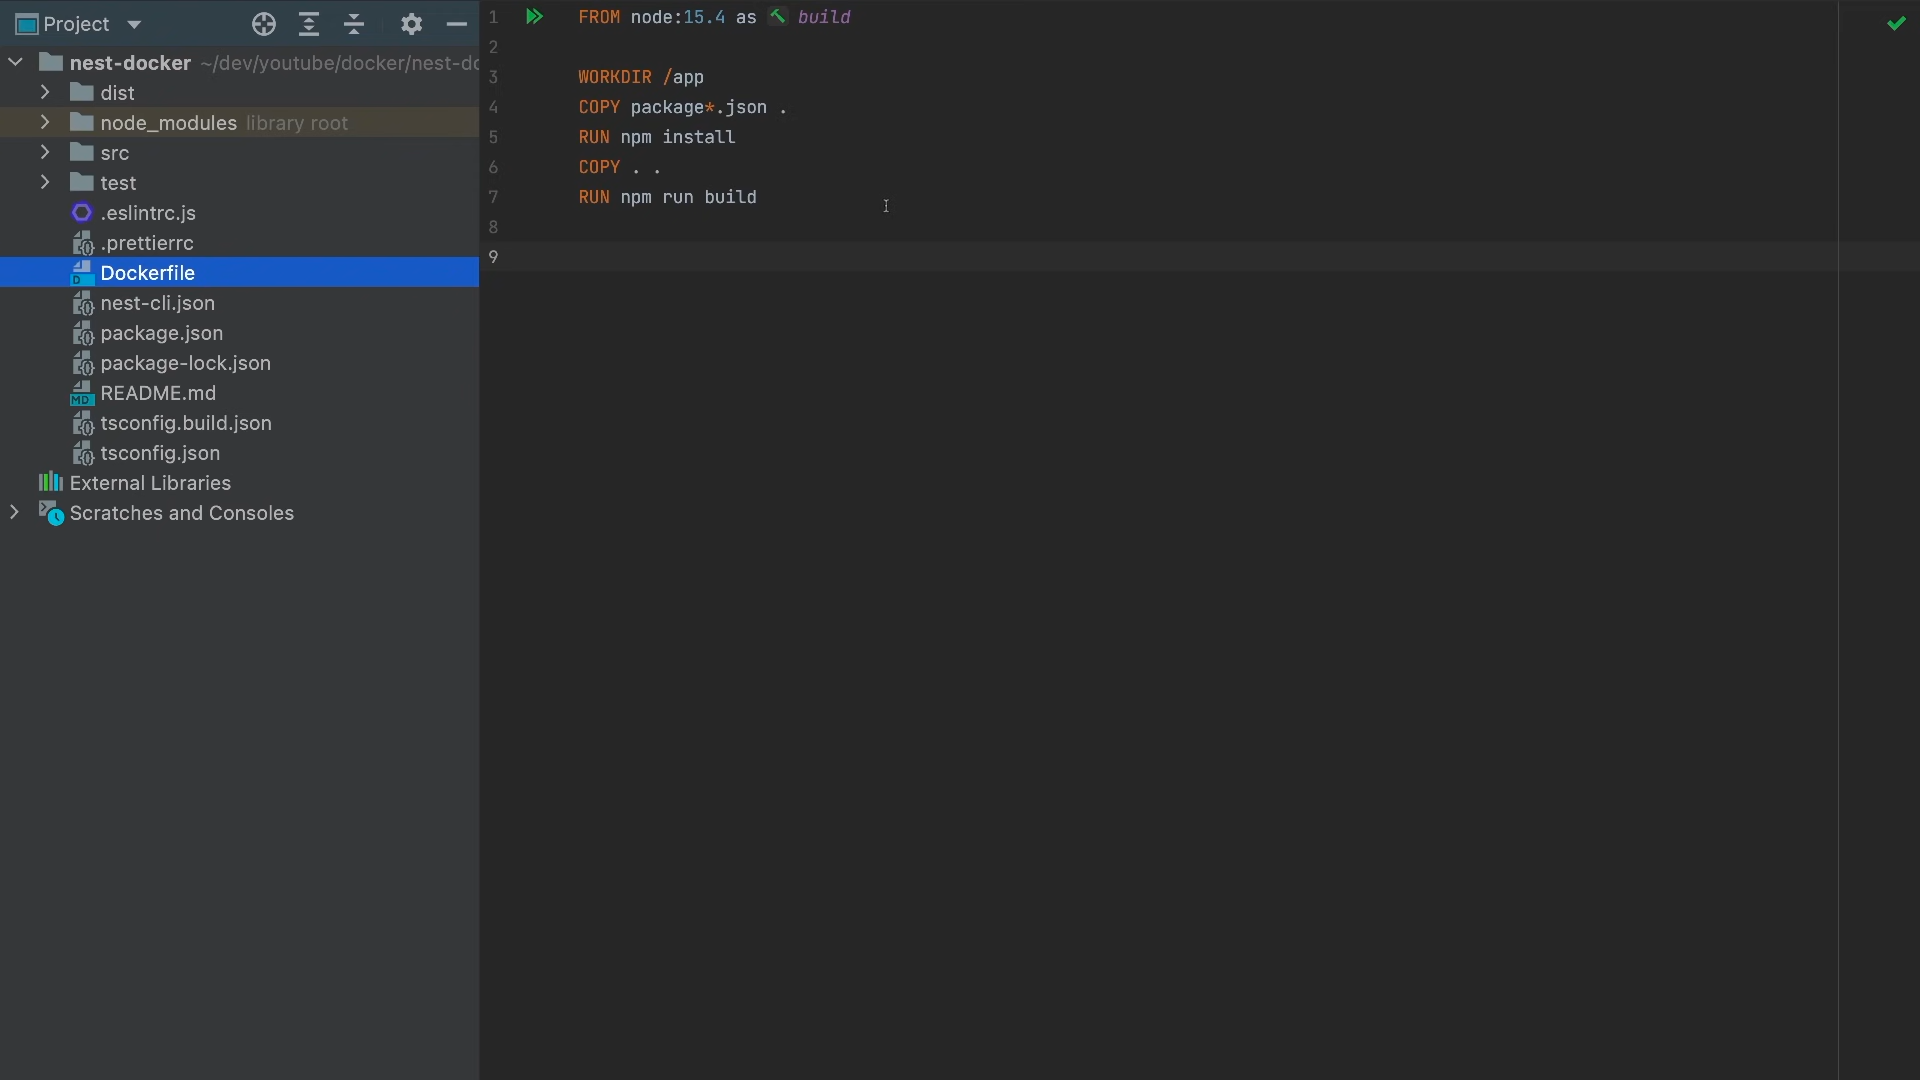 Project
nest-docker ~/dev/youtube/docker/nest-do
dist
node_modules library root
src
test
.eslintrc.js
.prettierrc
Dockerfile
nest-cli.json
package.json
package-lock.json
MD README.md
tsconfig.build.json
tsconfig.json
External Libraries
Scratches and Consoles
1 FROM node:15.4 as build
2
3 WORKDIR /app
4 COPY package*.json .
5 RUN npm install
6 COPY . .
7 RUN npm run build
8
9